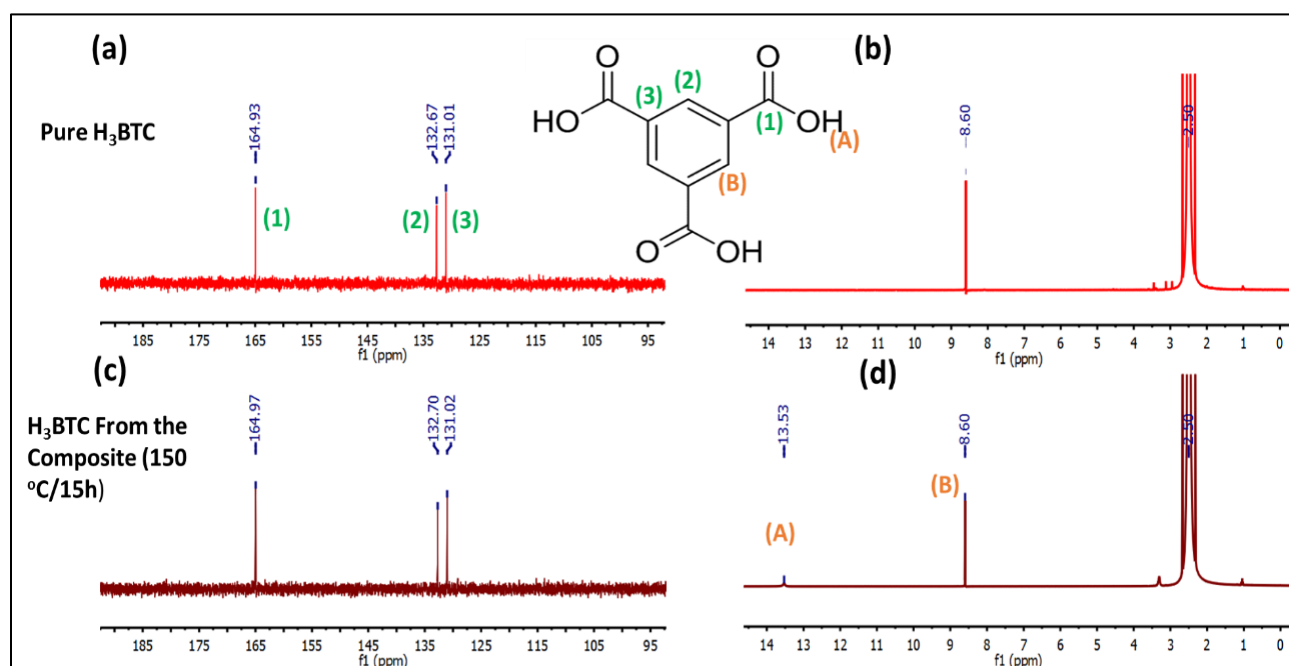 (a)
Pure H₃BTC
164.93
132.67
131.01
(1)
(2)
(3)
185 175 165 155 145 135 125 115 105 95
f1 (ppm)
O
HO
(3)
(2)
O
(1)
OH
(A)
(B)
O
OH
(b)
8.60
2.50
14 13 12 11 10 9 8 7 6 5 4 3 2 1 0
f1 (ppm)
(c)
H₃BTC From the
Composite (150
⁰C/15h)
164.97
132.70
131.02
185 175 165 155 145 135 125 115 105 95
f1 (ppm)
(d)
13.53
8.60
2.50
(A)
(B)
14 13 12 11 10 9 8 7 6 5 4 3 2 1 0
f1 (ppm)